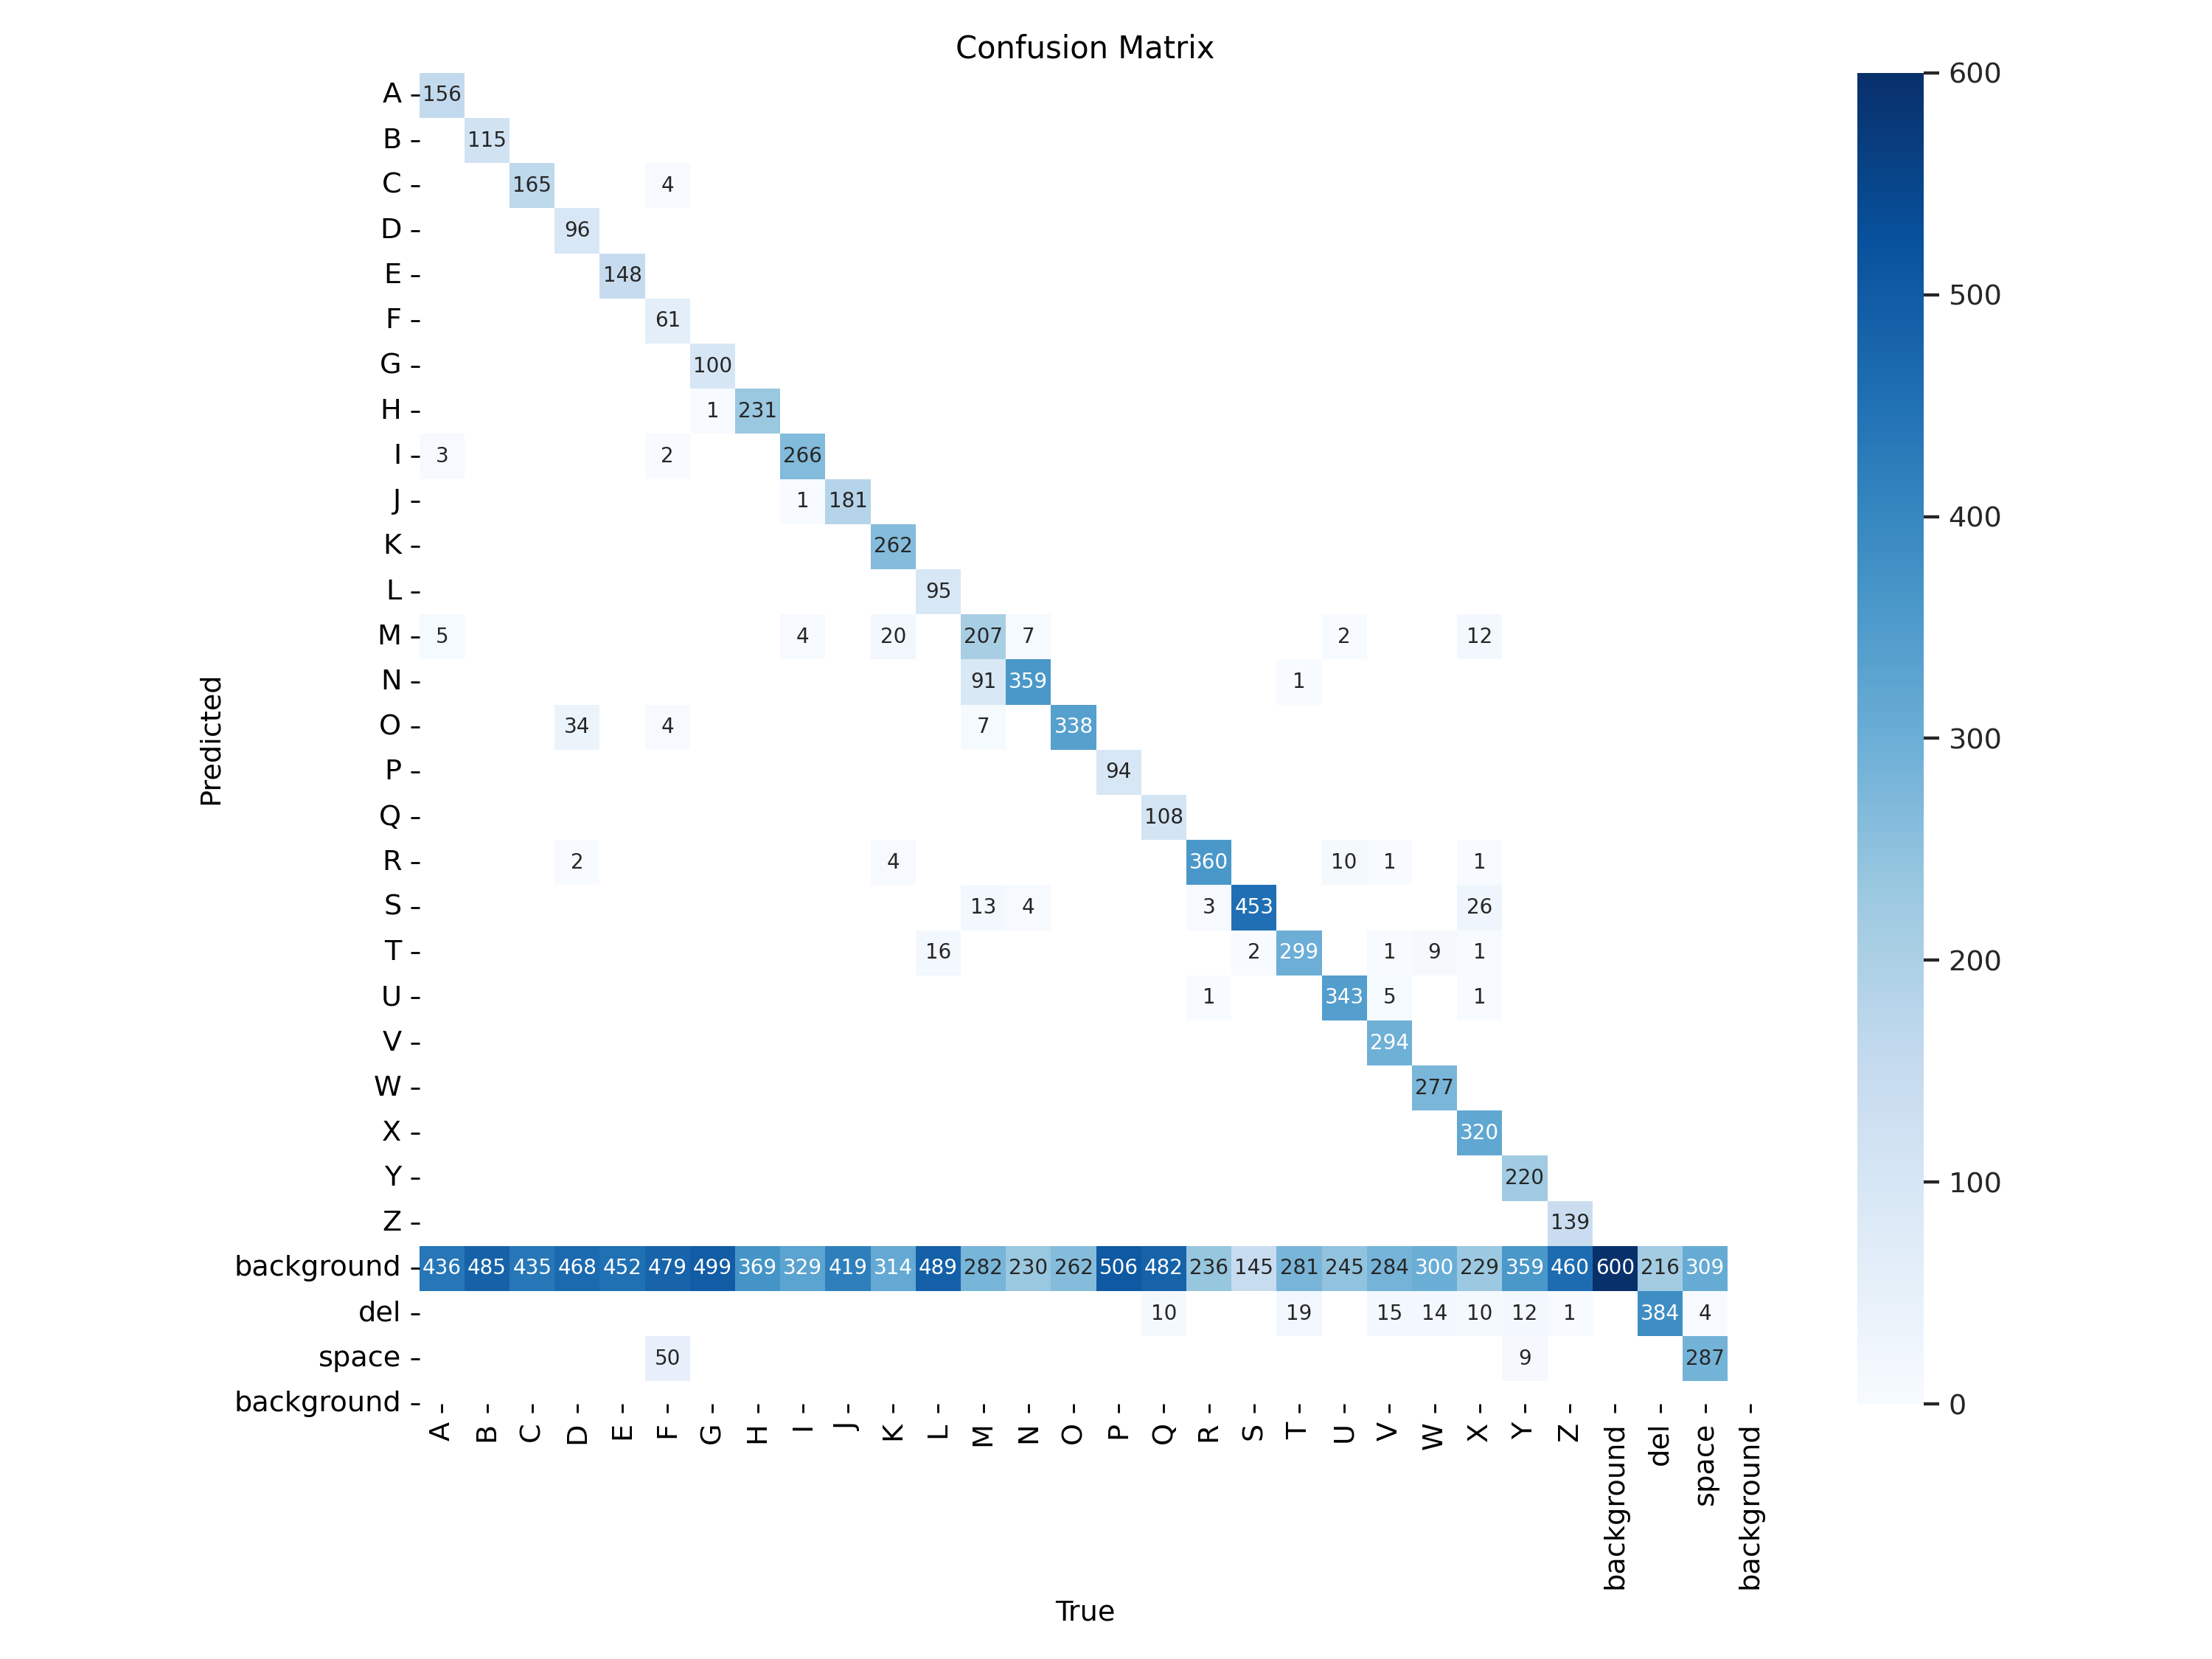 Confusion Matrix
A 156
B 115
C 165 4
D 96
E 148
F 61
G 100
H 1 231
I 3 2 266
J 1 181
K 262
L 95
M 5 4 20 207 7 2 12
N 91 359 1
O 34 4 7 338
P 94
Q 108
R 2 4 360 10 1 1
S 13 4 3 453 26
T 16 2 299 1 9 1
U 1 343 5 1
V 294
W 277
X 320
Y 220
Z 139
background 436 485 435 468 452 479 499 369 329 419 314 489 282 230 262 506 482 236 145 281 245 284 300 229 359 460 600 216 309
del 10 19 15 14 10 12 1 384 4
space 50 9 287
background
A B C D E F G H I J K L M N O P Q R S T U V W X Y Z background del space background
True
Predicted
600
500
400
300
200
100
0